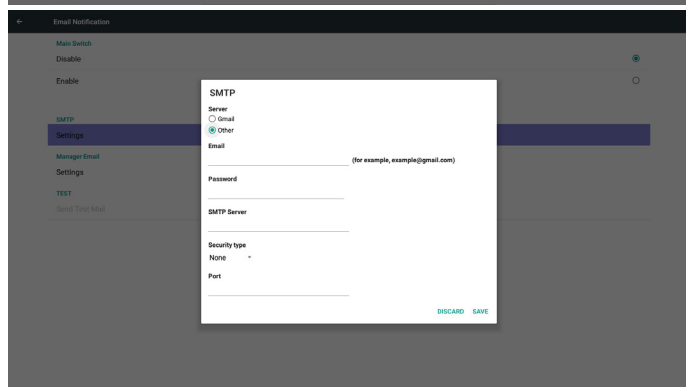 Email Notification
Main Switch
Disable
Enable
SMTP
Settings
Manager Email
Settings
TEST
Send Test Mail
SMTP
Server
Gmail
Other
Email
(for example, example@gmail.com)
Password
SMTP Server
Security type
None
Port
DISCARD SAVE